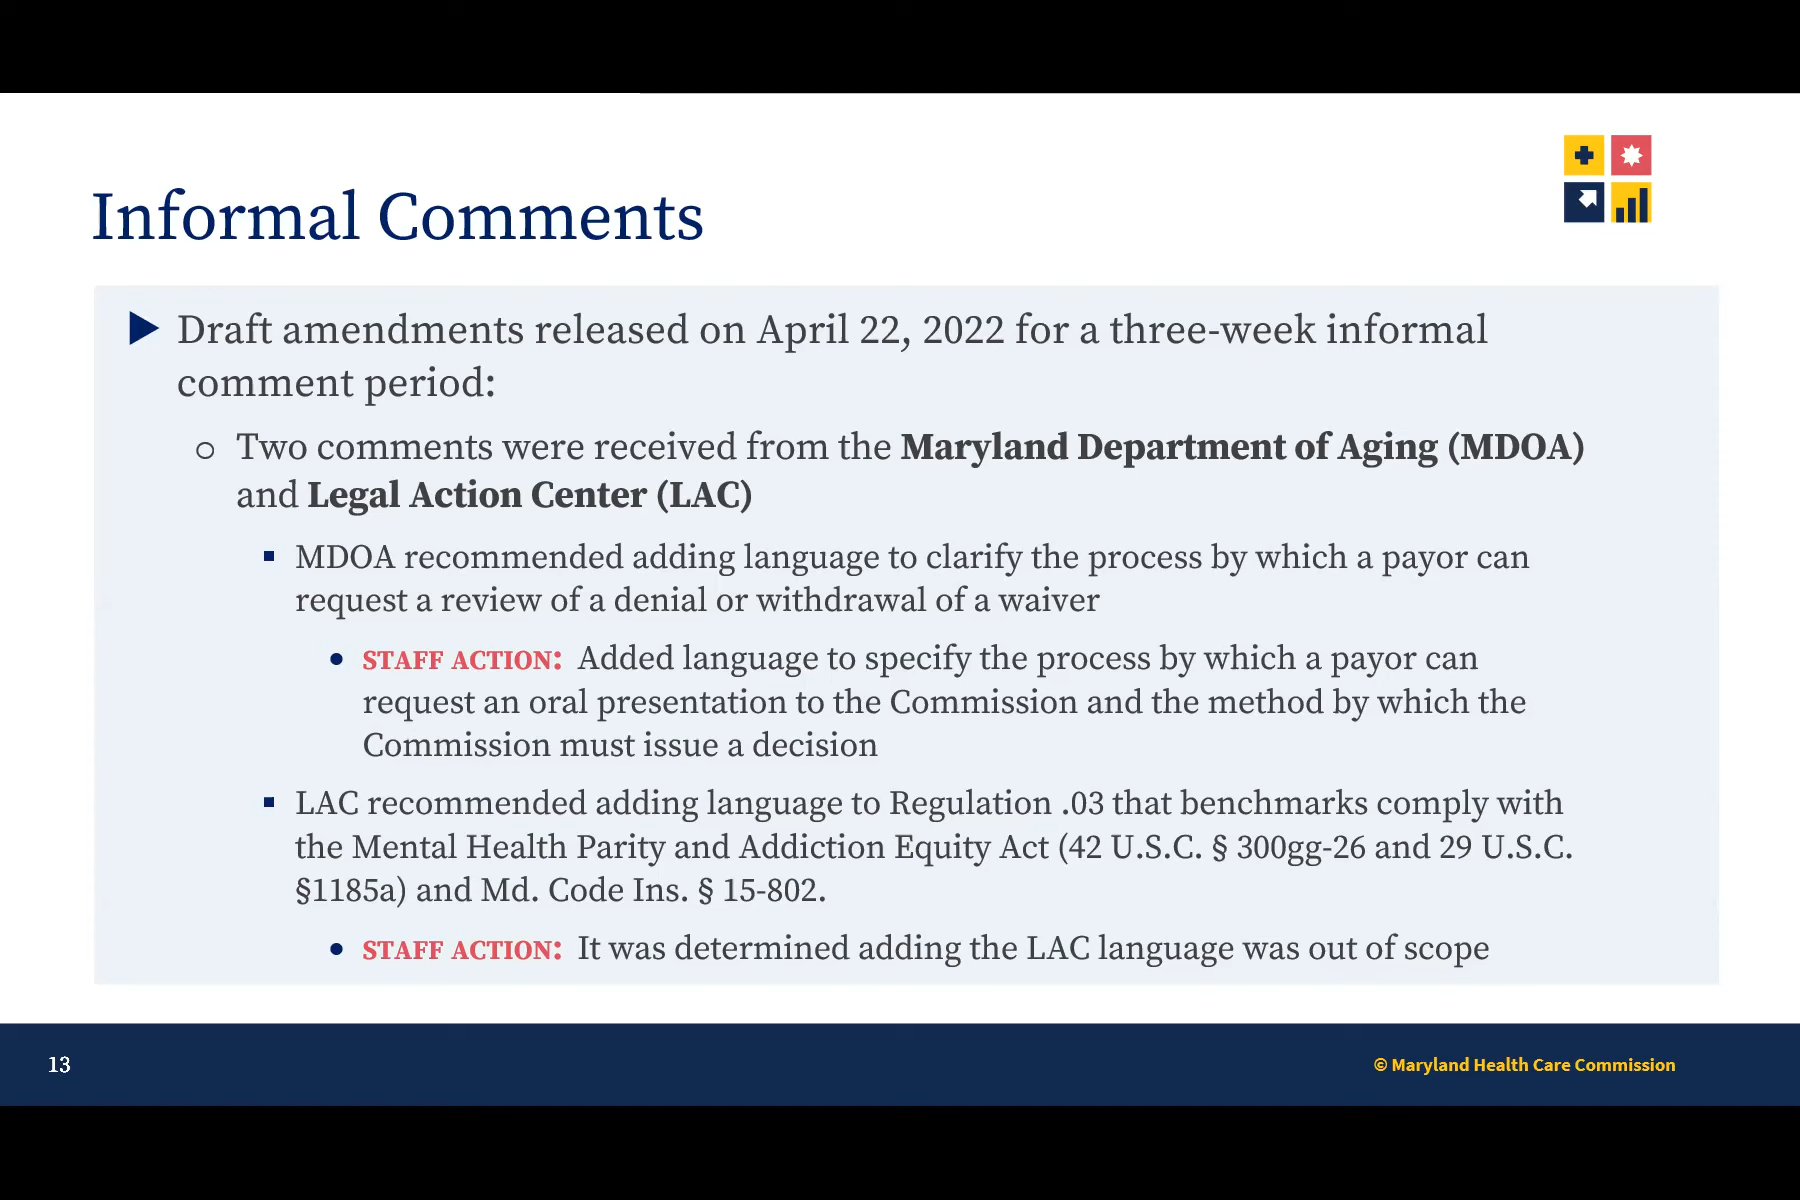 Informal Comments
Draft amendments released on April 22, 2022 for a three-week informal
comment period:
Two comments were received from the Maryland Department of Aging (MDOA)
and Legal Action Center (LAC)
MDOA recommended adding language to clarify the process by which a payor can
request a review of a denial or withdrawal of a waiver
STAFF ACTION: Added language to specify the process by which a payor can
request an oral presentation to the Commission and the method by which the
Commission must issue a decision
LAC recommended adding language to Regulation .03 that benchmarks comply with
the Mental Health Parity and Addiction Equity Act (42 U.S.C. § 300gg-26 and 29 U.S.C.
§1185a) and Md. Code Ins. § 15-802.
STAFF ACTION: It was determined adding the LAC language was out of scope
13
© Maryland Health Care Commission